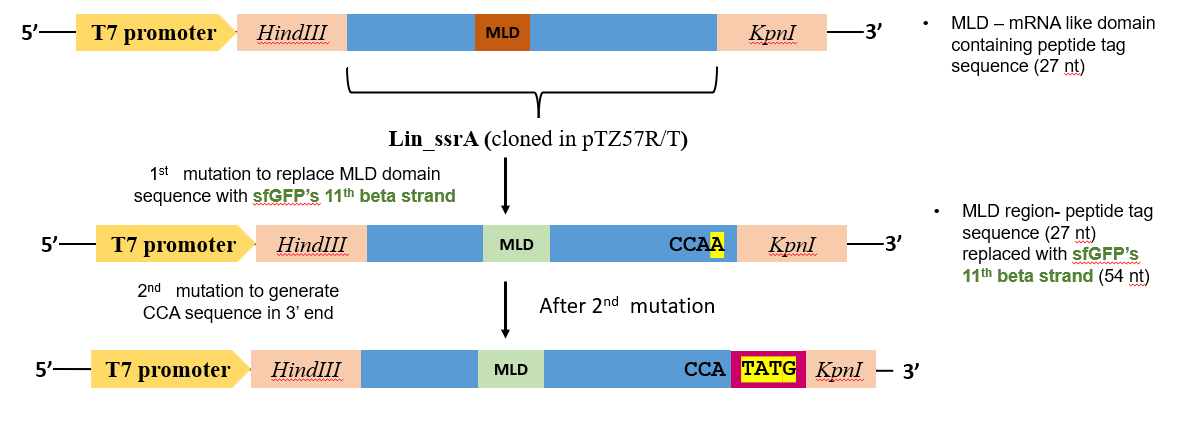 5’ T7 promoter HindIII MLD KpnI 3’
• MLD – mRNA like domain
containing peptide tag
sequence (27 nt)
Lin_ssrA (cloned in pTZ57R/T)
1st mutation to replace MLD domain
sequence with sfGFP’s 11th beta strand
5’ T7 promoter HindIII MLD CCAA KpnI 3’
• MLD region- peptide tag
sequence (27 nt)
replaced with sfGFP’s
11th beta strand (54 nt)
2nd mutation to generate
CCA sequence in 3’ end
After 2nd mutation
5’ T7 promoter HindIII MLD CCA TATG KpnI 3’